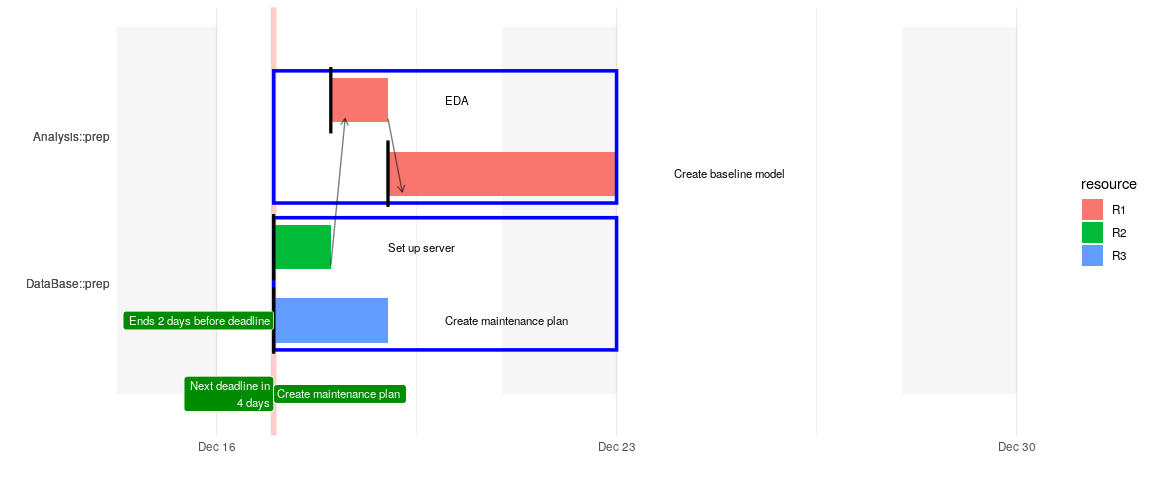 EDA
Analysis::prep
Create baseline model
resource
R1
R2
R3
Set up server
DataBase::prep
Ends 2 days before deadline
Create maintenance plan
Next deadline in
4 days
Create maintenance plan
Dec 16
Dec 23
Dec 30